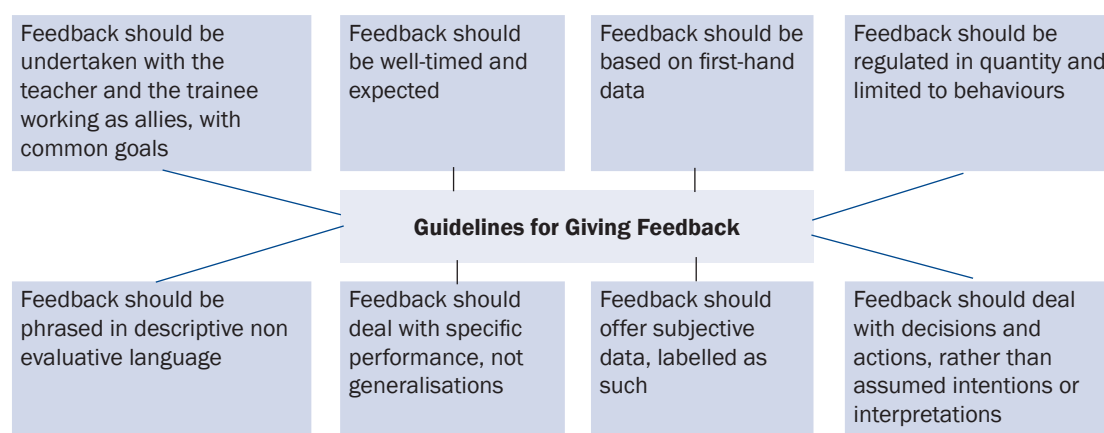 Feedback should be
undertaken with the
teacher and the trainee
working as allies, with
common goals
Feedback should
be well-timed and
expected
Feedback should be
based on first-hand
data
Feedback should be
regulated in quantity and
limited to behaviours
Guidelines for Giving Feedback
Feedback should be
phrased in descriptive non
evaluative language
Feedback should
deal with specific
performance, not
generalisations
Feedback should
offer subjective
data, labelled as
such
Feedback should deal
with decisions and
actions, rather than
assumed intentions or
interpretations